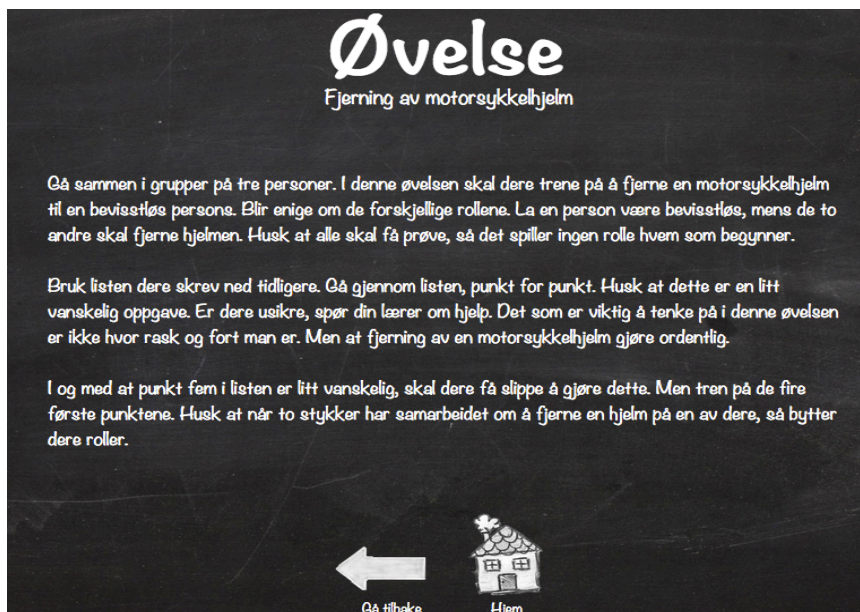 Øvelse
Fjerning av motorsykkelhjelm
Gå sammen i grupper på tre personer. I denne øvelsen skal dere trene på å fjerne en motorsykkelhjelm
til en bevisstløs persons. Blir enige om de forskjellige rollene. La en person være bevisstløs, mens de to
andre skal fjerne hjelmen. Husk at alle skal få prøve, så det spiller ingen rolle hvem som begynner.
Bruk listen dere skrev ned tidligere. Gå gjennom listen, punkt for punkt. Husk at dette er en litt
vanskelig oppgave. Er dere usikre, spør din lærer om hjelp. Det som er viktig å tenke på i denne øvelsen
er ikke hvor rask og fort man er. Men at fjerning av en motorsykkelhjelm gjøre ordentlig.
I og med at punkt fem i listen er litt vanskelig, skal dere få slippe å gjøre dette. Men tren på de fire
første punktene. Husk at når to stykker har samarbeidet om å fjerne en hjelm på en av dere, så bytter
dere roller.
Gå tilbake
Hjem